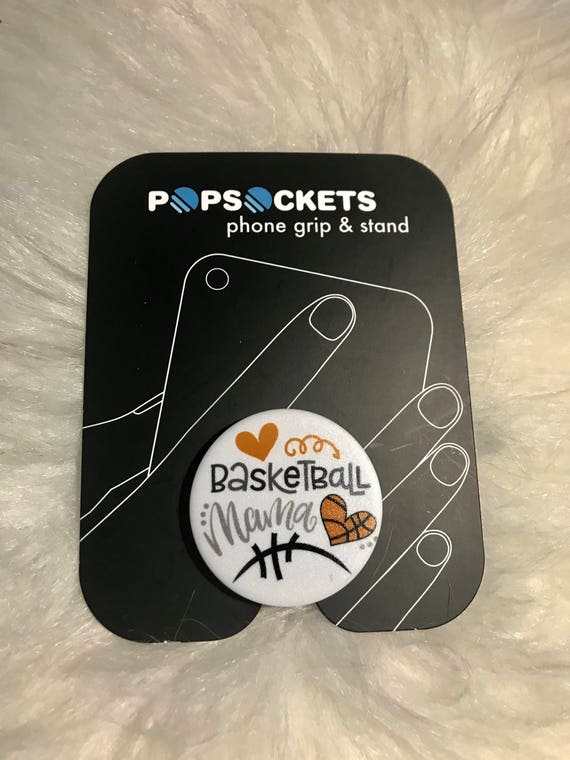 POPSOCKETS
phone grip & stand
BASKETBALL
Mama